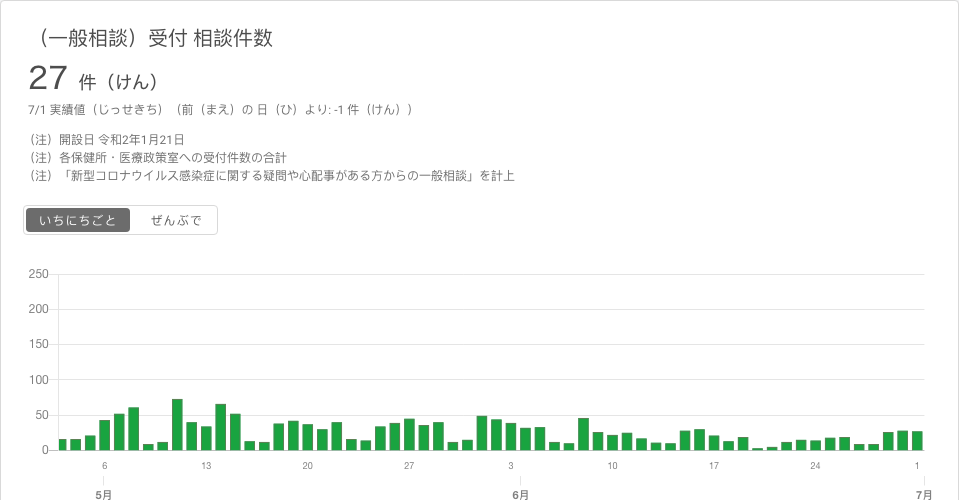 （一般相談）受付 相談件数
27 件（けん）
7/1 実績値（じっせきち）（前（まえ）の 日（ひ）より: -1 件（けん））
（注）開設日 令和2年1月21日
（注）各保健所・医療政策室への受付件数の合計
（注）「新型コロナウイルス感染症に関する疑問や心配事がある方からの一般相談」を計上
いちにちごと ぜんぶで
250
200
150
100
50
0
6 13 20 27 3 10 17 24 1
5月 6月 7月